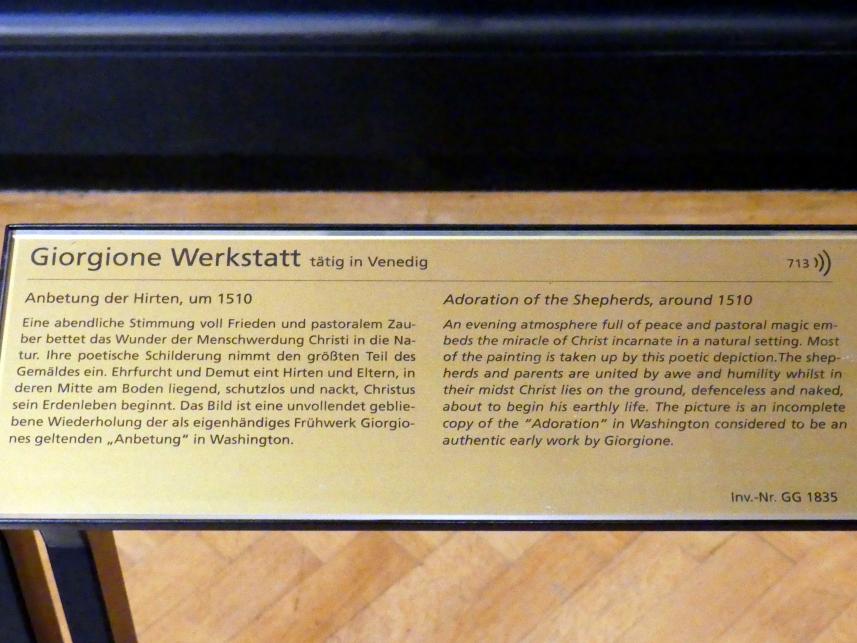 Giorgione Werkstatt tätig in Venedig
713
Anbetung der Hirten, um 1510
Eine abendliche Stimmung voll Frieden und pastoralem Zau-
ber bettet das Wunder der Menschwerdung Christi in die Na-
tur. Ihre poetische Schilderung nimmt den größten Teil des
Gemäldes ein. Ehrfurcht und Demut eint Hirten und Eltern, in
deren Mitte am Boden liegend, schutzlos und nackt, Christus
sein Erdenleben beginnt. Das Bild ist eine unvollendet geblie-
bene Wiederholung der als eigenhändiges Frühwerk Giorgio-
nes geltenden „Anbetung“ in Washington.
Adoration of the Shepherds, around 1510
An evening atmosphere full of peace and pastoral magic em-
beds the miracle of Christ incarnate in a natural setting. Most
of the painting is taken up by this poetic depiction.The shep-
herds and parents are united by awe and humility whilst in
their midst Christ lies on the ground, defenceless and naked,
about to begin his earthly life. The picture is an incomplete
copy of the “Adoration” in Washington considered to be an
authentic early work by Giorgione.
Inv.-Nr. GG 1835